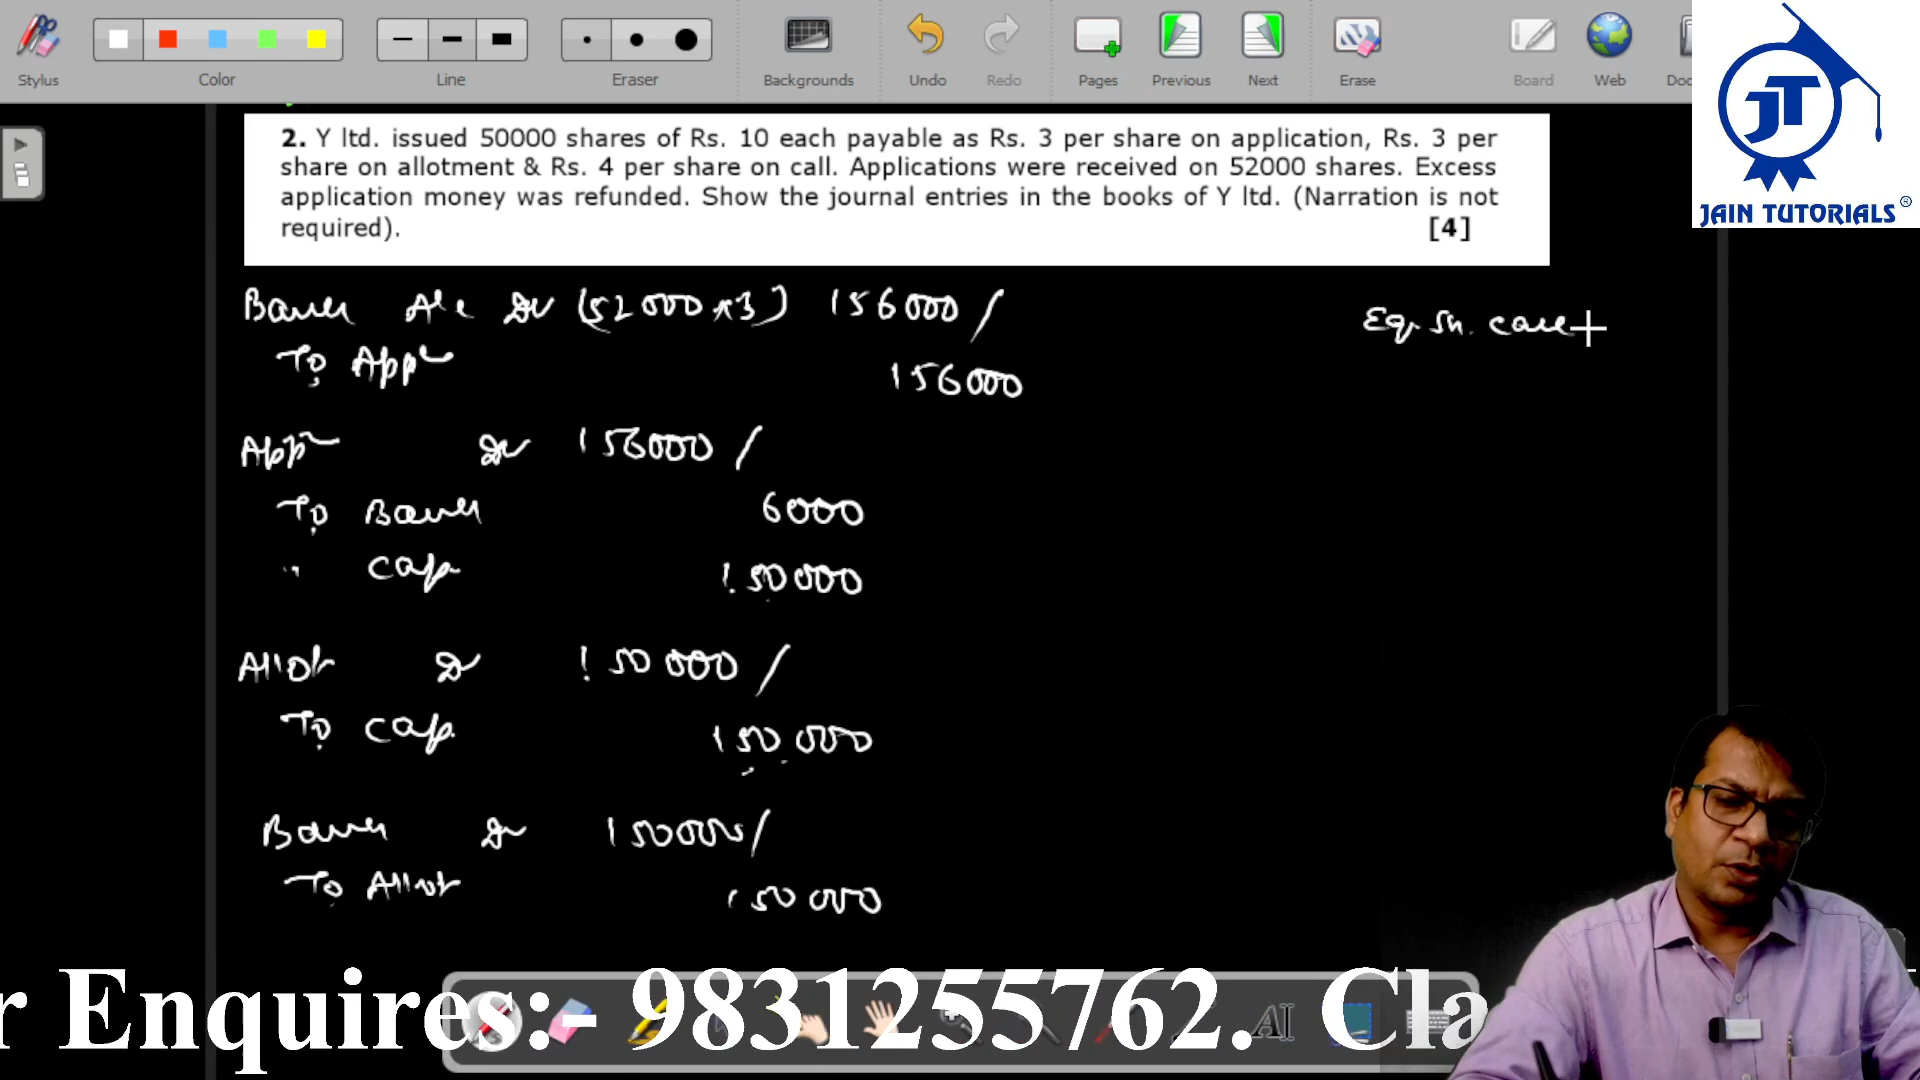 Stylus Color Line Eraser Backgrounds Undo Redo Pages Previous Next Erase Board Web
JT
JAIN TUTORIALS®
2. Y ltd. issued 50000 shares of Rs. 10 each payable as Rs. 3 per share on application, Rs. 3 per
share on allotment & Rs. 4 per share on call. Applications were received on 52000 shares. Excess
application money was refunded. Show the journal entries in the books of Y ltd. (Narration is not
required). [4]
Bank A/c Dr (52000×3) 156000/
To Appn 156000
Eq. Sh. Cap
Appn Dr 156000/
To Bank 6000
" Cap 150000
Allot Dr 150000/
To Cap. 150000
Bank Dr 150000/
To Allot 150000
r Enquires:- 9831255762. Cla